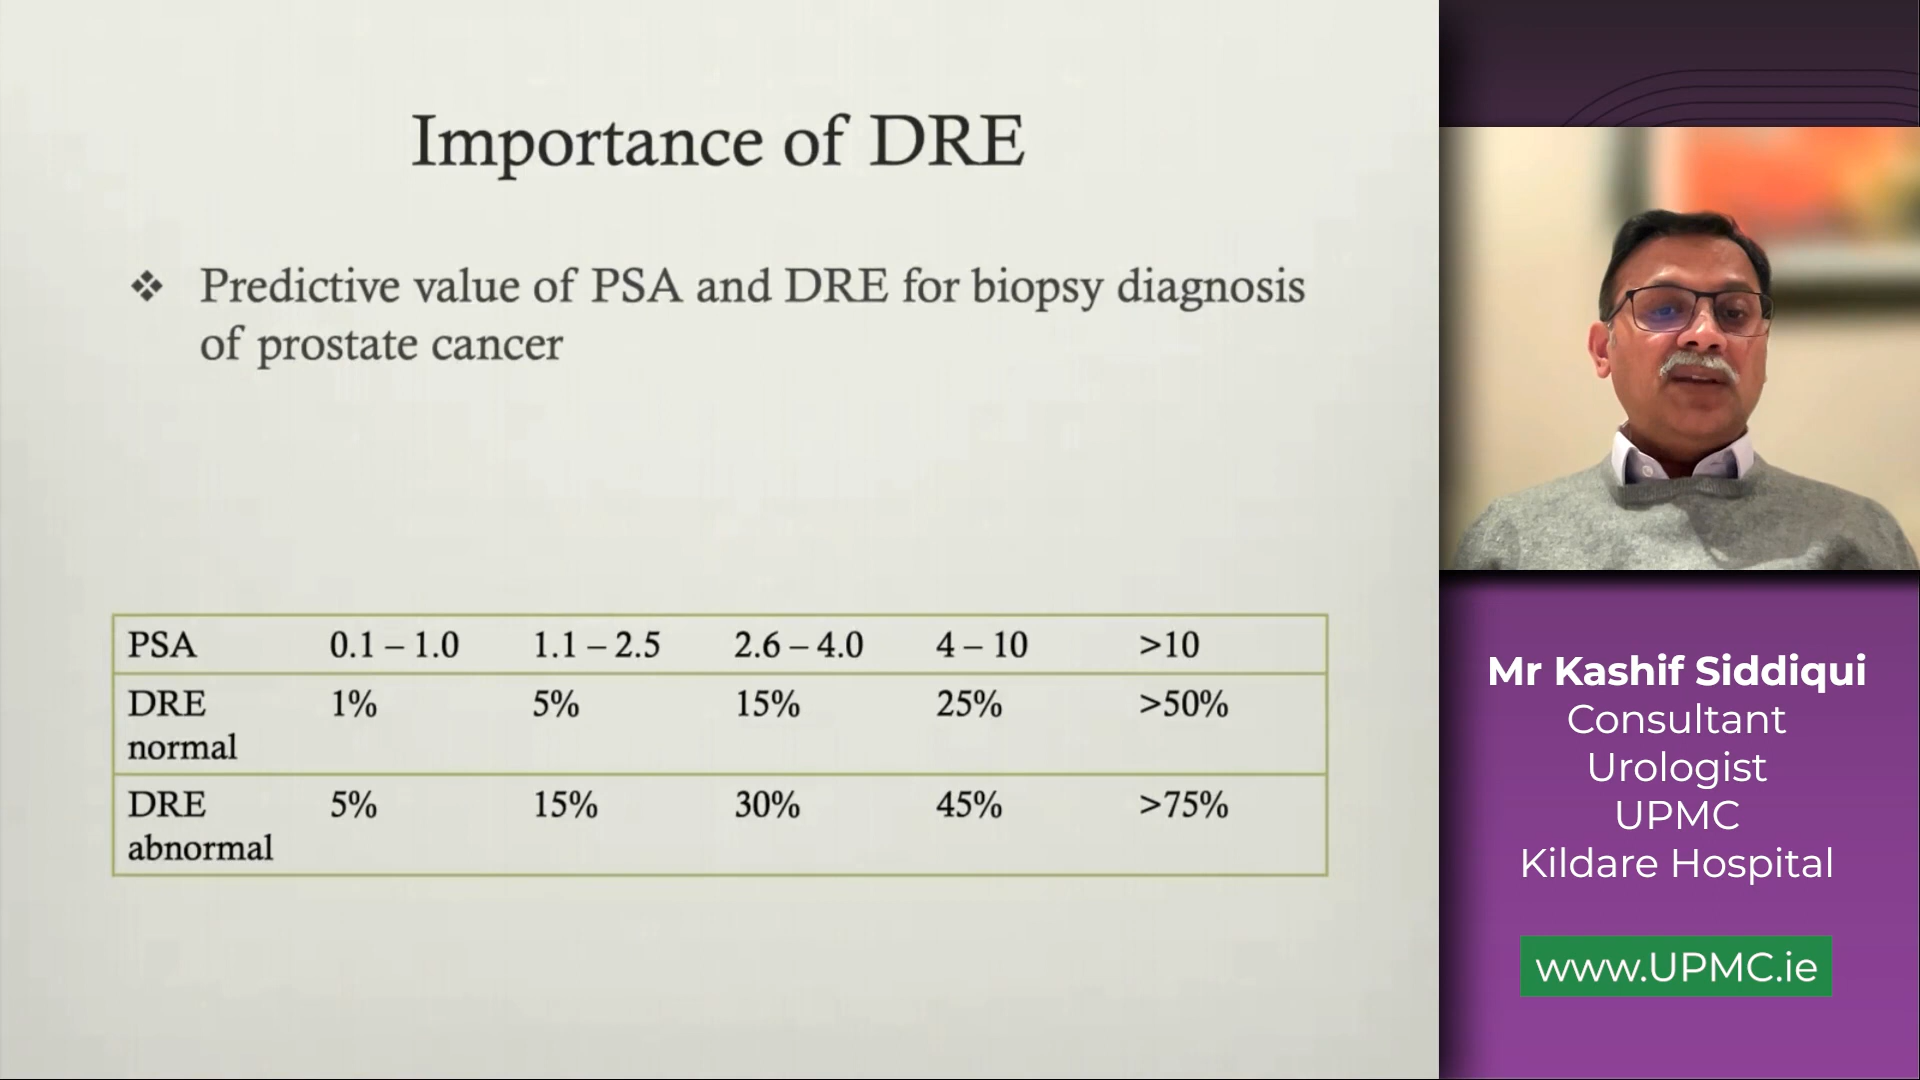 Importance of DRE
❖ Predictive value of PSA and DRE for biopsy diagnosis
of prostate cancer
PSA 0.1 – 1.0 1.1 – 2.5 2.6 – 4.0 4 – 10 >10
DRE normal 1% 5% 15% 25% >50%
DRE abnormal 5% 15% 30% 45% >75%
Mr Kashif Siddiqui
Consultant
Urologist
UPMC
Kildare Hospital
www.UPMC.ie